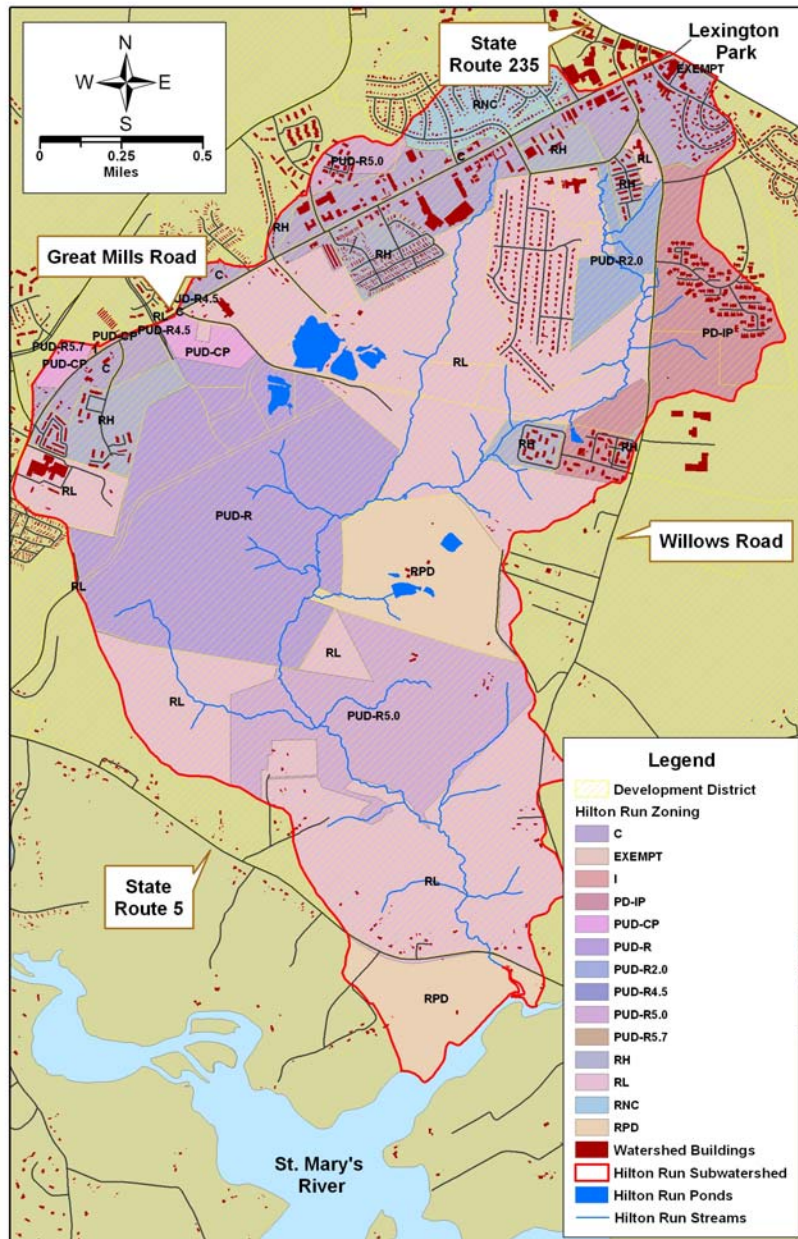 N
W E
S
0 0.25 0.5
Miles
State
Route 235
Lexington
Park
EXEMPT
RNC
C
RH
RL
PUD-R5.0
RH
RH
RH
PUD-R2.0
Great Mills Road
C
JD-R4.5
RL
C
PUD-R4.5
PUD-CP
PUD-R5.7
PUD-CP
PUD-CP
C
RL
PD-IP
RH
RH
RH
RL
PUD-R
Willows Road
RPD
RL
RL
RL
PUD-R5.0
State
Route 5
RL
RPD
St. Mary's
River
Legend
Development District
Hilton Run Zoning
C
EXEMPT
I
PD-IP
PUD-CP
PUD-R
PUD-R2.0
PUD-R4.5
PUD-R5.0
PUD-R5.7
RH
RL
RNC
RPD
Watershed Buildings
Hilton Run Subwatershed
Hilton Run Ponds
Hilton Run Streams